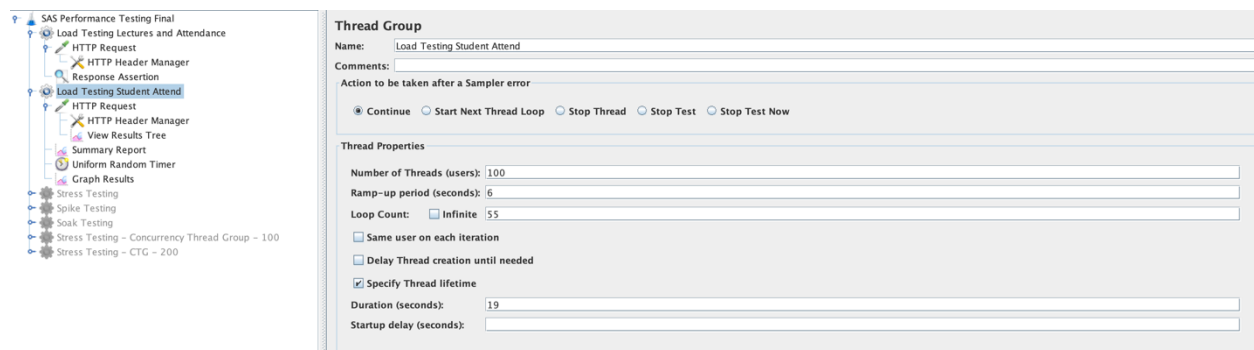 SAS Performance Testing Final
Load Testing Lectures and Attendance
HTTP Request
HTTP Header Manager
Response Assertion
Load Testing Student Attend
HTTP Request
HTTP Header Manager
View Results Tree
Summary Report
Uniform Random Timer
Graph Results
Stress Testing
Spike Testing
Soak Testing
Stress Testing - Concurrency Thread Group - 100
Stress Testing - CTG - 200
Thread Group
Name: Load Testing Student Attend
Comments:
Action to be taken after a Sampler error
Continue Start Next Thread Loop Stop Thread Stop Test Stop Test Now
Thread Properties
Number of Threads (users): 100
Ramp-up period (seconds): 6
Loop Count: Infinite 55
Same user on each iteration
Delay Thread creation until needed
Specify Thread lifetime
Duration (seconds): 19
Startup delay (seconds):